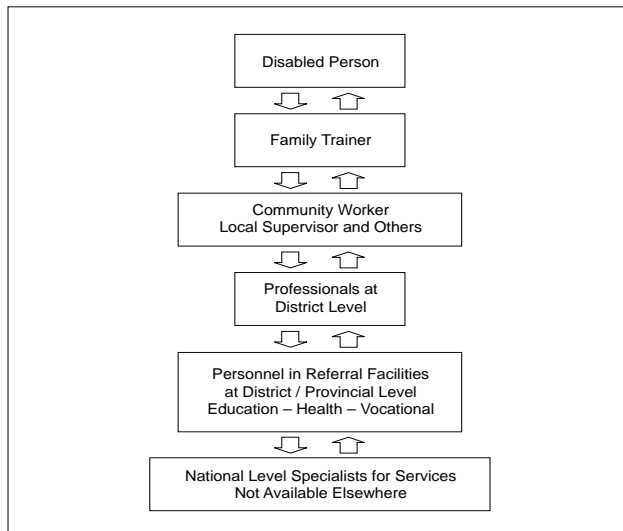 Disabled Person
Family Trainer
Community Worker
Local Supervisor and Others
Professionals at
District Level
Personnel in Referral Facilities
at District / Provincial Level
Education – Health – Vocational
National Level Specialists for Services
Not Available Elsewhere